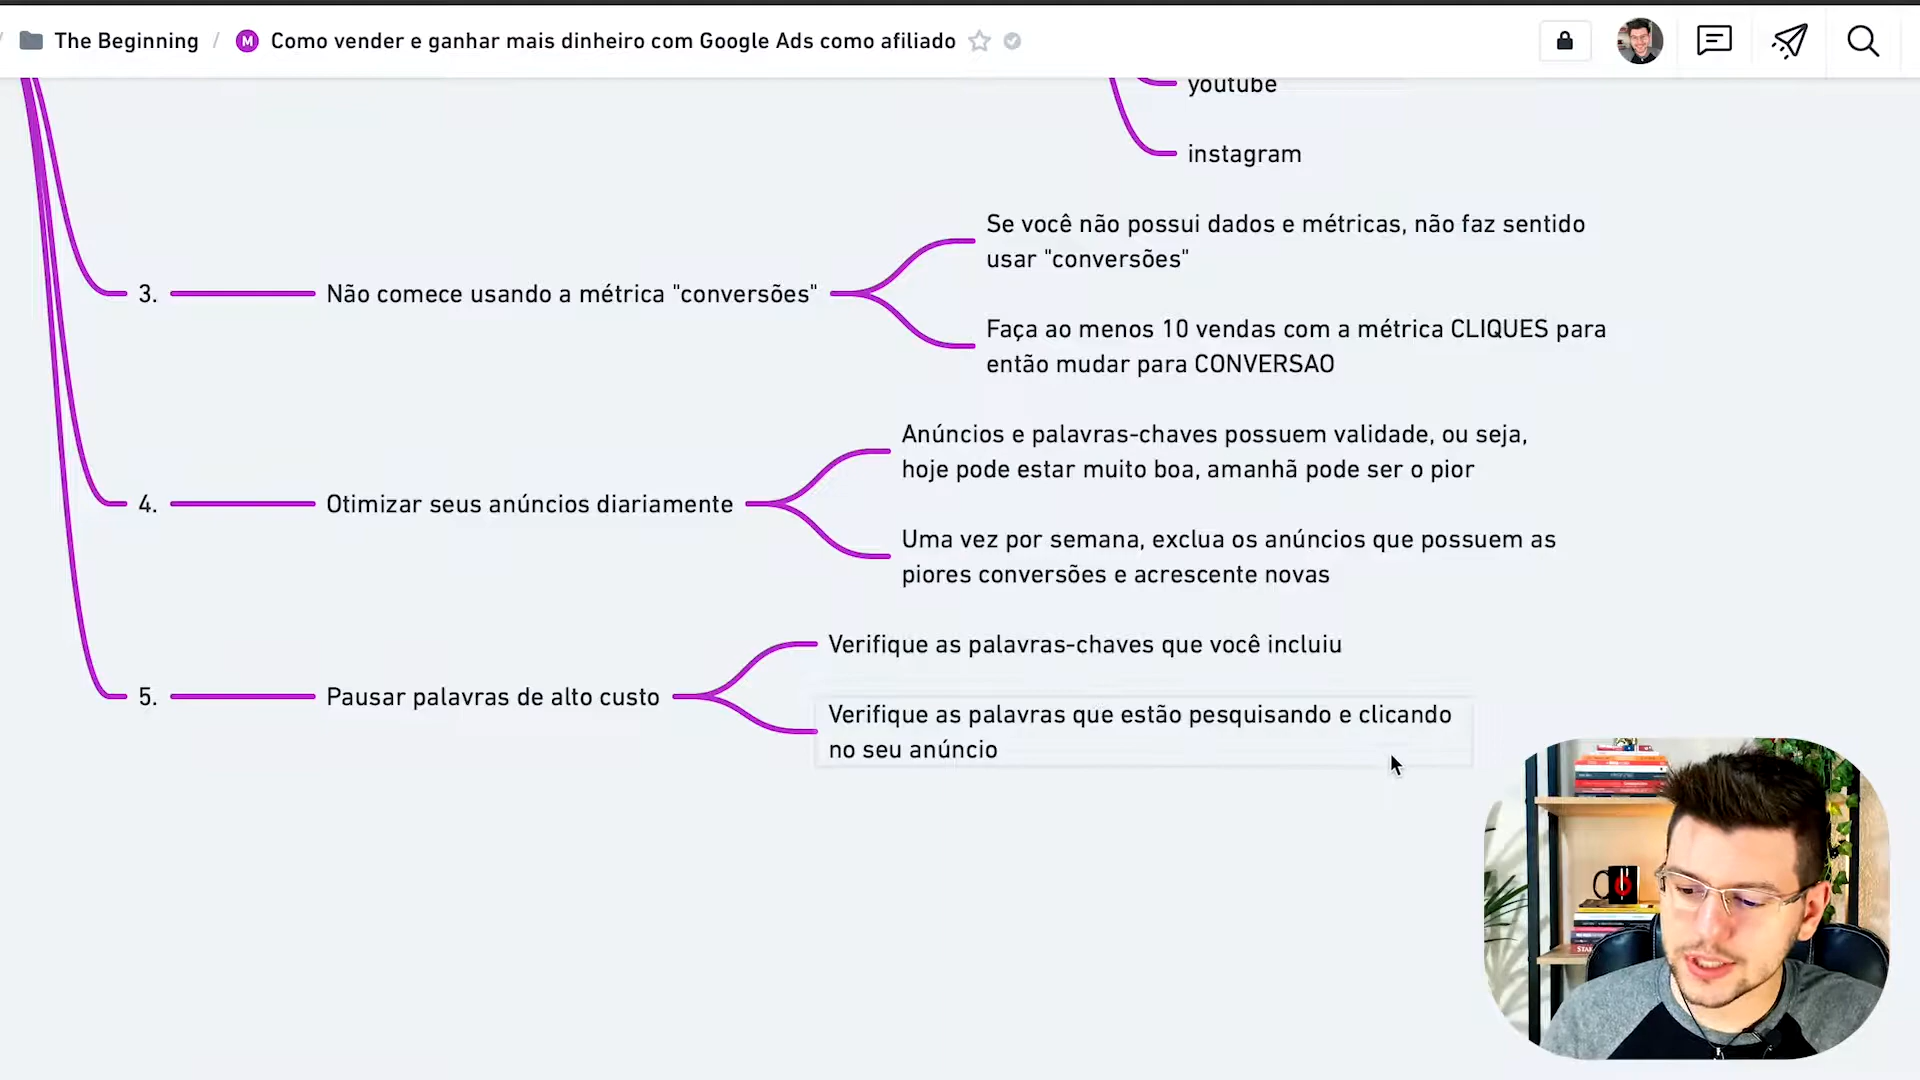 / The Beginning / M Como vender e ganhar mais dinheiro com Google Ads como afiliado
youtube
instagram
3. Não comece usando a métrica "conversões"
Se você não possui dados e métricas, não faz sentido
usar "conversões"
Faça ao menos 10 vendas com a métrica CLIQUES para
então mudar para CONVERSAO
4. Otimizar seus anúncios diariamente
Anúncios e palavras-chaves possuem validade, ou seja,
hoje pode estar muito boa, amanhã pode ser o pior
Uma vez por semana, exclua os anúncios que possuem as
piores conversões e acrescente novas
5. Pausar palavras de alto custo
Verifique as palavras-chaves que você incluiu
Verifique as palavras que estão pesquisando e clicando
no seu anúncio